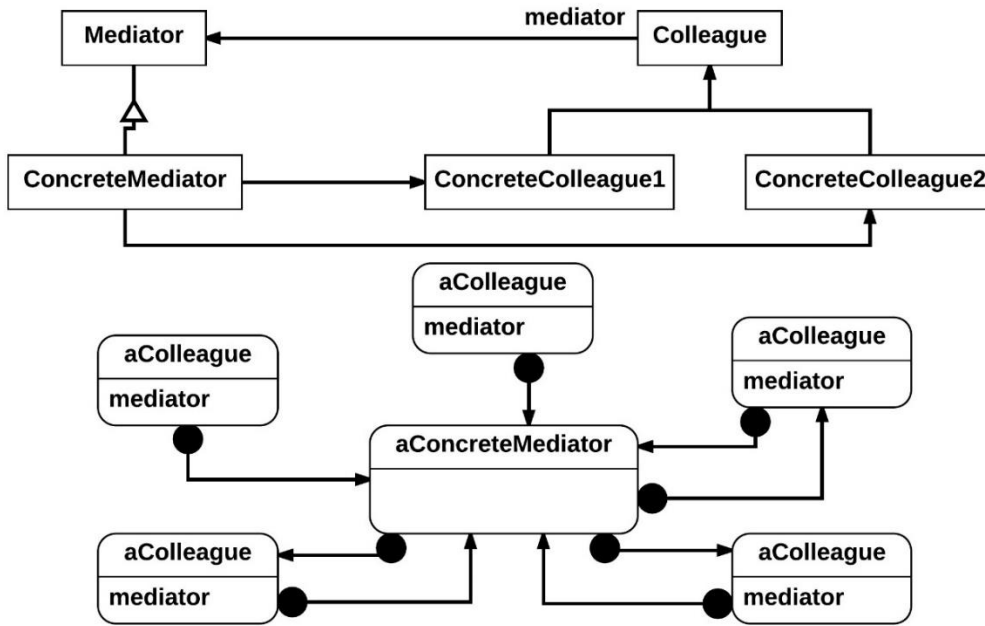 mediator
Mediator
Colleague
ConcreteMediator
ConcreteColleague1
ConcreteColleague2
aColleague
mediator
aColleague
mediator
aColleague
mediator
aConcreteMediator
aColleague
mediator
aColleague
mediator